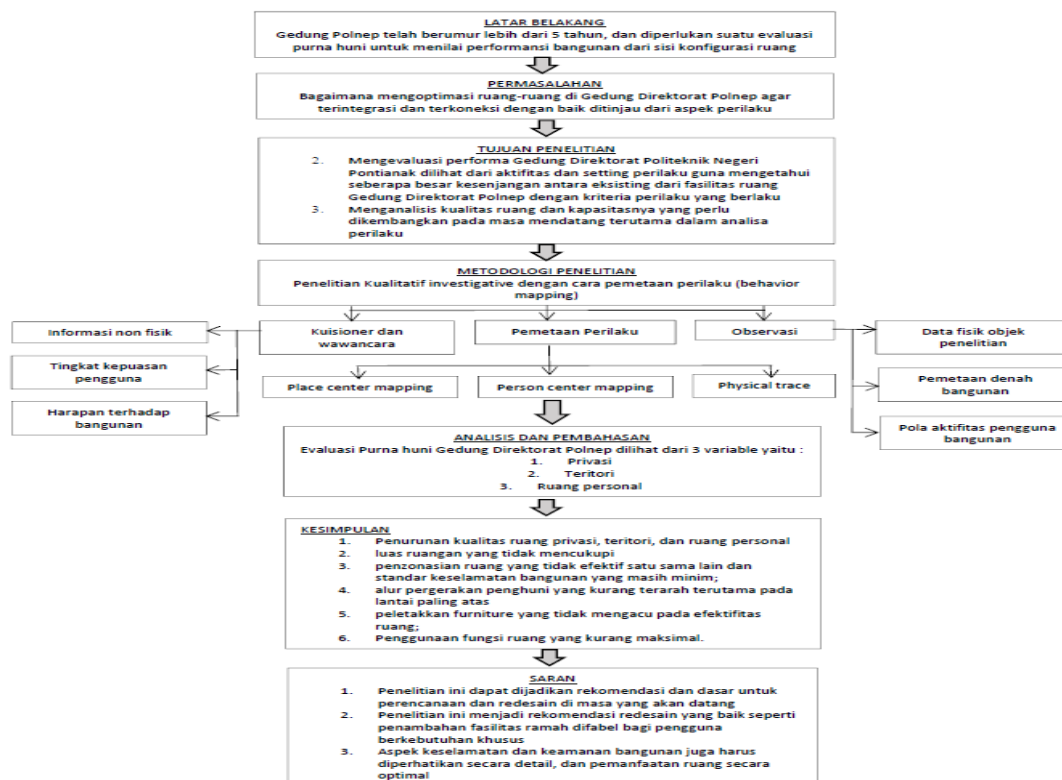 LATAR BELAKANG
Gedung Polnep telah berumur lebih dari 5 tahun, dan diperlukan suatu evaluasi
purna huni untuk menilai performansi bangunan dari sisi konfigurasi ruang
PERMASALAHAN
Bagaimana mengoptimasi ruang-ruang di Gedung Direktorat Polnep agar
terintegrasi dan terkoneksi dengan baik ditinjau dari aspek perilaku
TUJUAN PENELITIAN
2. Mengevaluasi performa Gedung Direktorat Politeknik Negeri
Pontianak dilihat dari aktifitas dan setting perilaku guna mengetahui
seberapa besar kesenjangan antara eksisting dari fasilitas ruang
Gedung Direktorat Polnep dengan kriteria perilaku yang berlaku
3. Menganalisis kualitas ruang dan kapasitasnya yang perlu
dikembangkan pada masa mendatang terutama dalam analisa
perilaku
METODOLOGI PENELITIAN
Penelitian Kualitatif investigative dengan cara pemetaan perilaku (behavior
mapping)
Informasi non fisik
Kuisioner dan
wawancara
Pemetaan Perilaku
Observasi
Data fisik objek
penelitian
Tingkat kepuasan
pengguna
Place center mapping
Person center mapping
Physical trace
Pemetaan denah
bangunan
Harapan terhadap
bangunan
Pola aktifitas pengguna
bangunan
ANALISIS DAN PEMBAHASAN
Evaluasi Purna huni Gedung Direktorat Polnep dilihat dari 3 variable yaitu :
1. Privasi
2. Teritori
3. Ruang personal
KESIMPULAN
1. Penurunan kualitas ruang privasi, teritori, dan ruang personal
2. luas ruangan yang tidak mencukupi
3. penzonasian ruang yang tidak efektif satu sama lain dan
standar keselamatan bangunan yang masih minim;
4. alur pergerakan penghuni yang kurang terarah terutama pada
lantai paling atas
5. peletakkan furniture yang tidak mengacu pada efektifitas
ruang;
6. Penggunaan fungsi ruang yang kurang maksimal.
SARAN
1. Penelitian ini dapat dijadikan rekomendasi dan dasar untuk
perencanaan dan redesain di masa yang akan datang
2. Penelitian ini menjadi rekomendasi redesain yang baik seperti
penambahan fasilitas ramah difabel bagi pengguna
berkebutuhan khusus
3. Aspek keselamatan dan keamanan bangunan juga harus
diperhatikan secara detail, dan pemanfaatan ruang secara
optimal